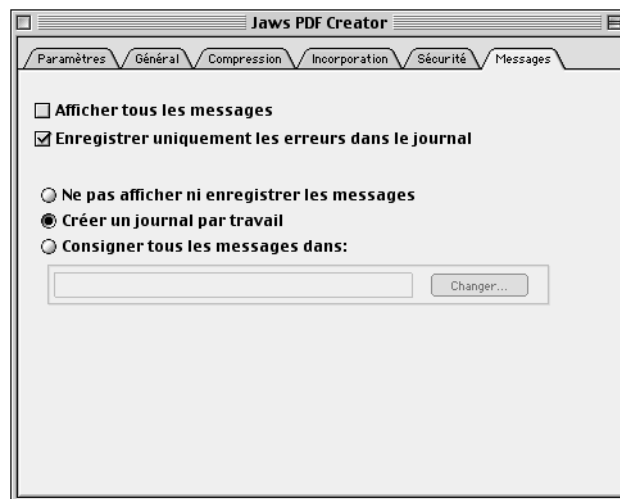 Jaws PDF Creator
Paramètres Général Compression Incorporation Sécurité Messages
Afficher tous les messages
Enregistrer uniquement les erreurs dans le journal
Ne pas afficher ni enregistrer les messages
Créer un journal par travail
Consigner tous les messages dans:
Changer...